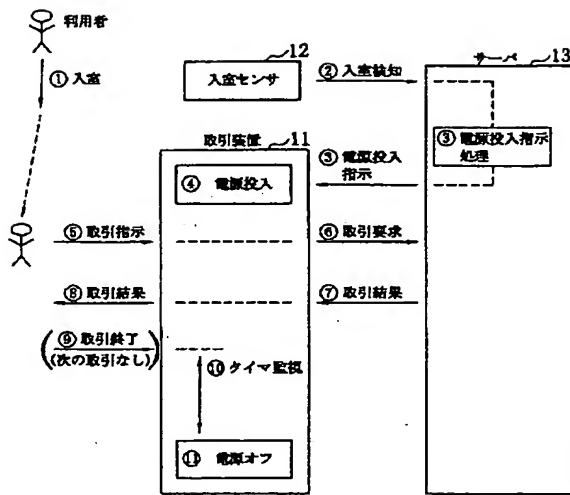 利用者
12
サーバ 13
①入室
入室センサ
②入室検知
取引装置 11
③電源投入指示
処理
③電源投入
指示
④ 電源投入
⑤取引指示
⑥取引要求
⑧取引結果
⑦取引結果
⑨取引終了
(次の取引なし)
⑩タイマ監視
⑪ 電源オフ